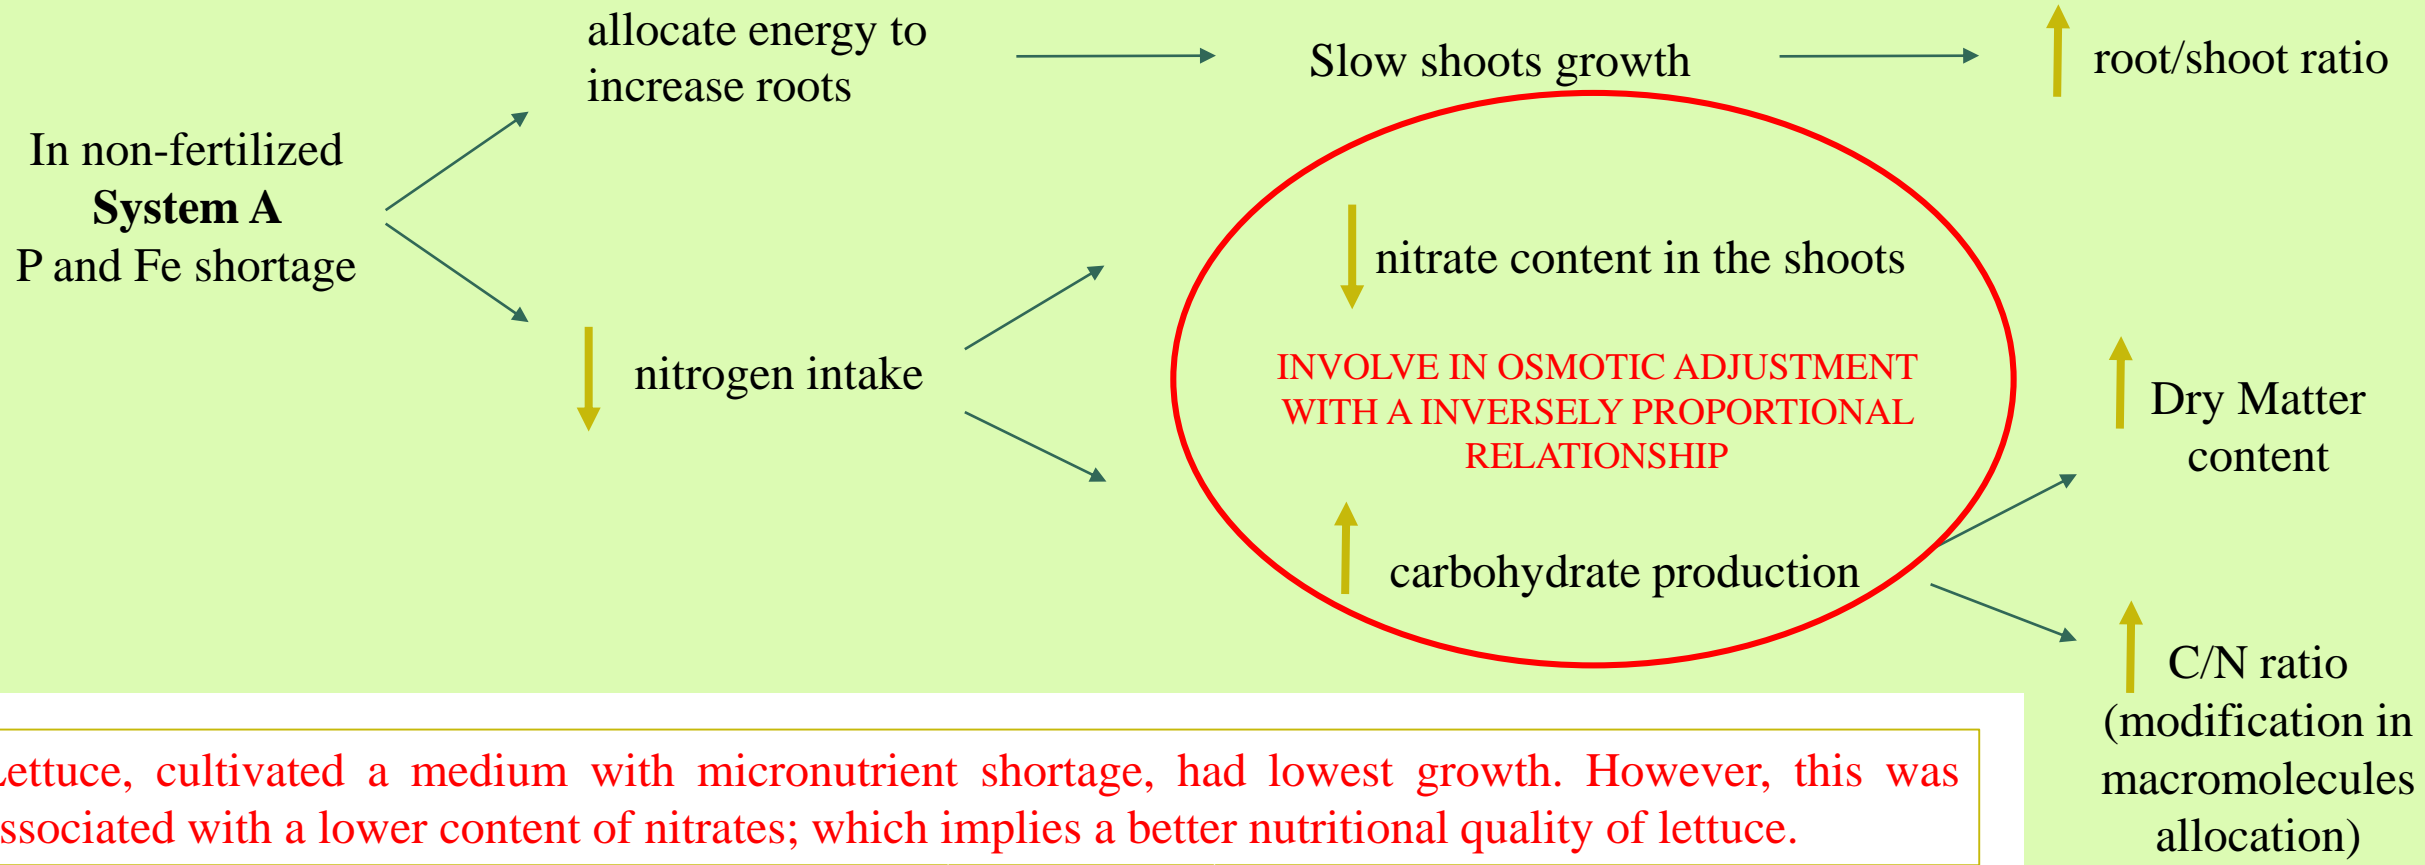 allocate energy to
increase roots
Slow shoots growth
root/shoot ratio
In non-fertilized
System A
P and Fe shortage
nitrate content in the shoots
nitrogen intake
INVOLVE IN OSMOTIC ADJUSTMENT
WITH A INVERSELY PROPORTIONAL
RELATIONSHIP
Dry Matter
content
carbohydrate production
C/N ratio
(modification in
macromolecules
allocation)
Lettuce, cultivated a medium with micronutrient shortage, had lowest growth. However, this was
ssociated with a lower content of nitrates; which implies a better nutritional quality of lettuce.